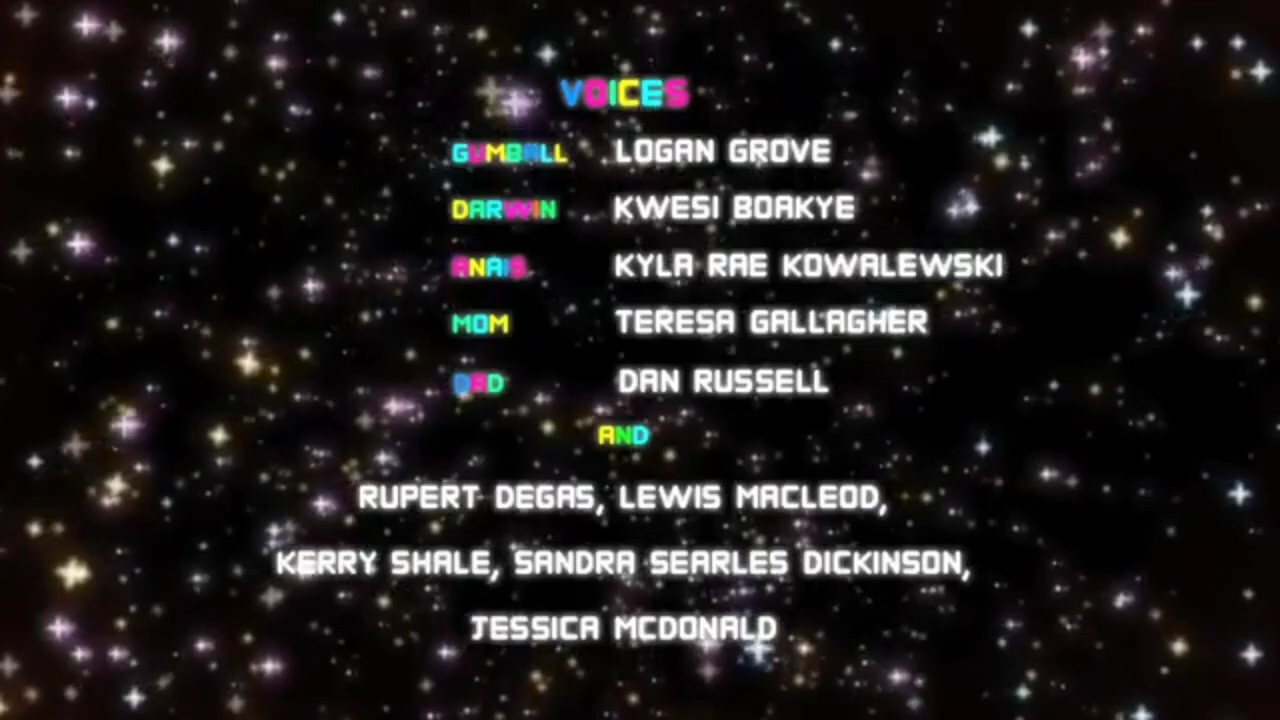 VOICES
GUMBALL LOGAN GROVE
DARWIN KWESI BOAKYE
ANAIS KYLA RAE KOWALEWSKI
MOM TERESA GALLAGHER
DAD DAN RUSSELL
AND
RUPERT DEGAS, LEWIS MACLEOD,
KERRY SHALE, SANDRA SEARLES DICKINSON,
JESSICA MCDONALD